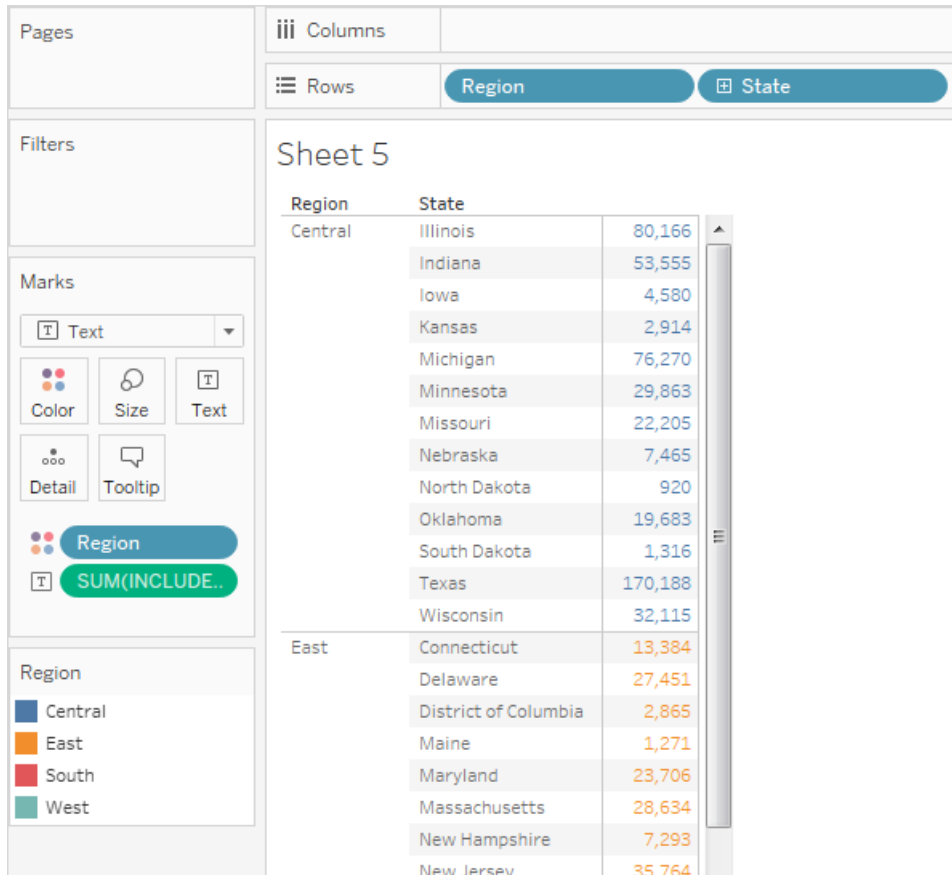 Pages
Columns
Rows Region State
Filters
Sheet 5
Region State
Central Illinois 80,166
Indiana 53,555
Iowa 4,580
Kansas 2,914
Michigan 76,270
Minnesota 29,863
Missouri 22,205
Nebraska 7,465
North Dakota 920
Oklahoma 19,683
South Dakota 1,316
Texas 170,188
Wisconsin 32,115
East Connecticut 13,384
Delaware 27,451
District of Columbia 2,865
Maine 1,271
Maryland 23,706
Massachusetts 28,634
New Hampshire 7,293
New Jersey 35,764
Marks
T Text
Color Size T Text
Detail Tooltip
Region
T SUM(INCLUDE..
Region
Central
East
South
West